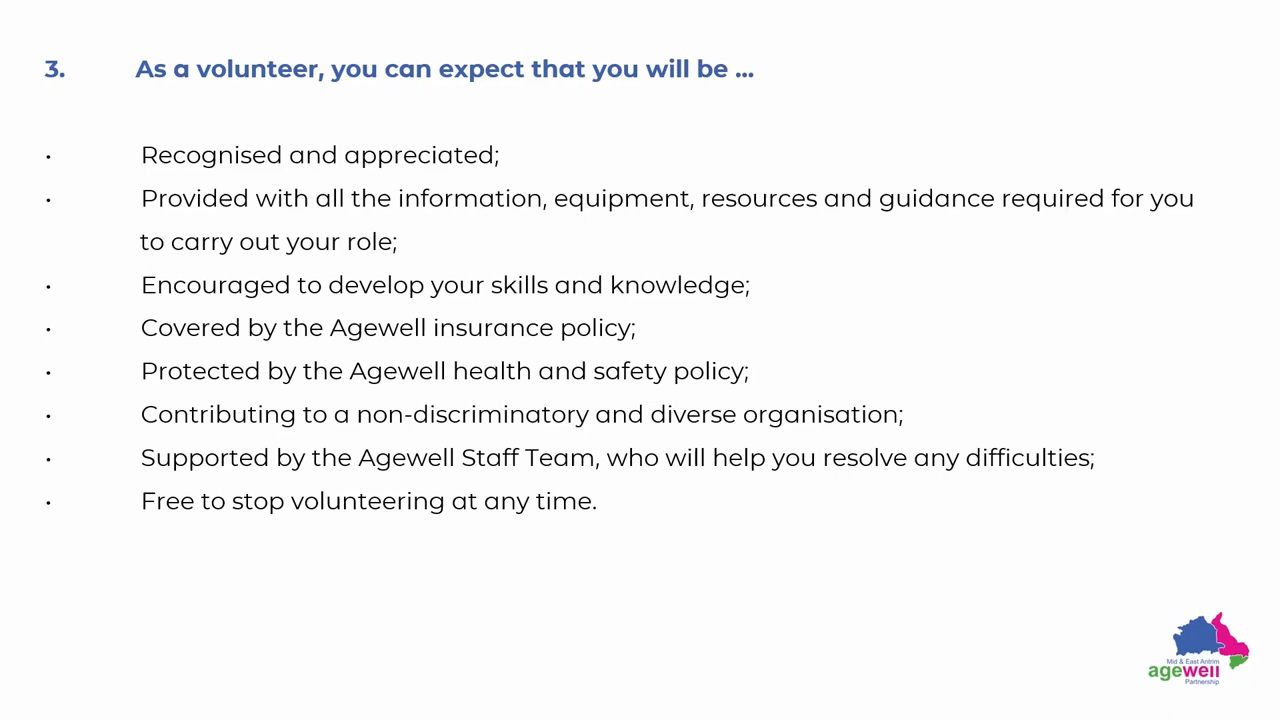 3. As a volunteer, you can expect that you will be ...
· Recognised and appreciated;
· Provided with all the information, equipment, resources and guidance required for you
to carry out your role;
· Encouraged to develop your skills and knowledge;
· Covered by the Agewell insurance policy;
· Protected by the Agewell health and safety policy;
· Contributing to a non-discriminatory and diverse organisation;
· Supported by the Agewell Staff Team, who will help you resolve any difficulties;
· Free to stop volunteering at any time.
Mid & East Antrim
agewell
Partnership